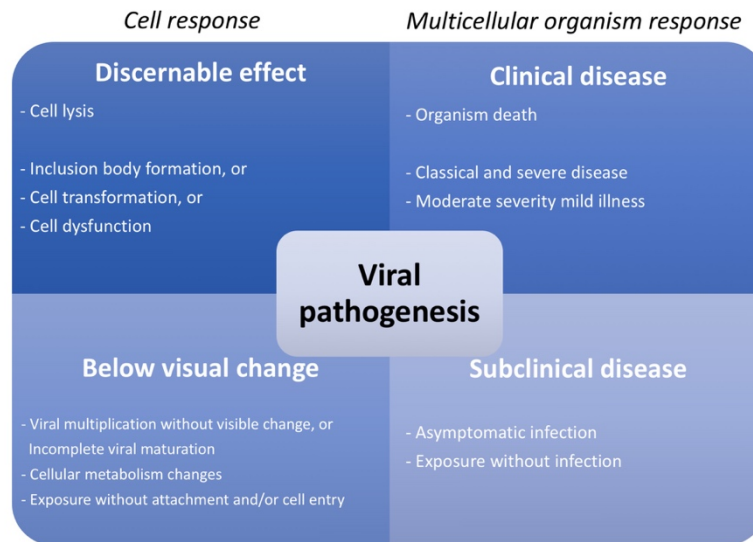 Cell response
Multicellular organism response
Discernable effect
- Cell lysis
- Inclusion body formation, or
- Cell transformation, or
- Cell dysfunction
Clinical disease
- Organism death
- Classical and severe disease
- Moderate severity mild illness
Viral
pathogenesis
Below visual change
- Viral multiplication without visible change, or
Incomplete viral maturation
- Cellular metabolism changes
- Exposure without attachment and/or cell entry
Subclinical disease
- Asymptomatic infection
- Exposure without infection